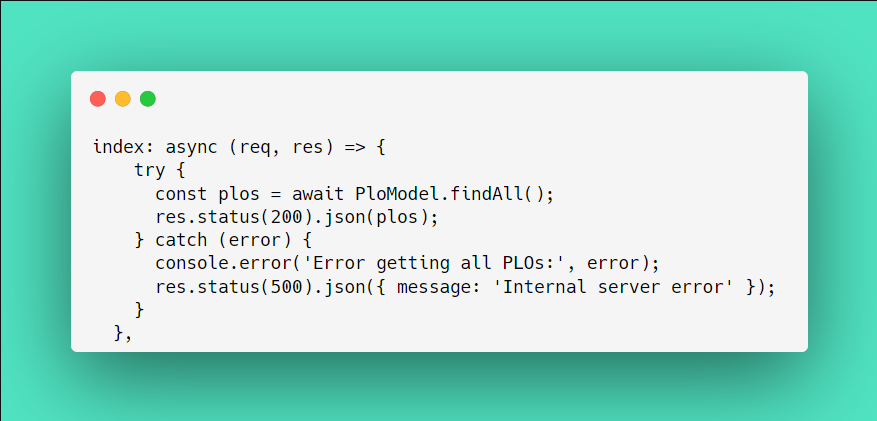 index: async (req, res) => {
    try {
      const plos = await PloModel.findAll();
      res.status(200).json(plos);
    } catch (error) {
      console.error('Error getting all PLOs:', error);
      res.status(500).json({ message: 'Internal server error' });
    }
  },